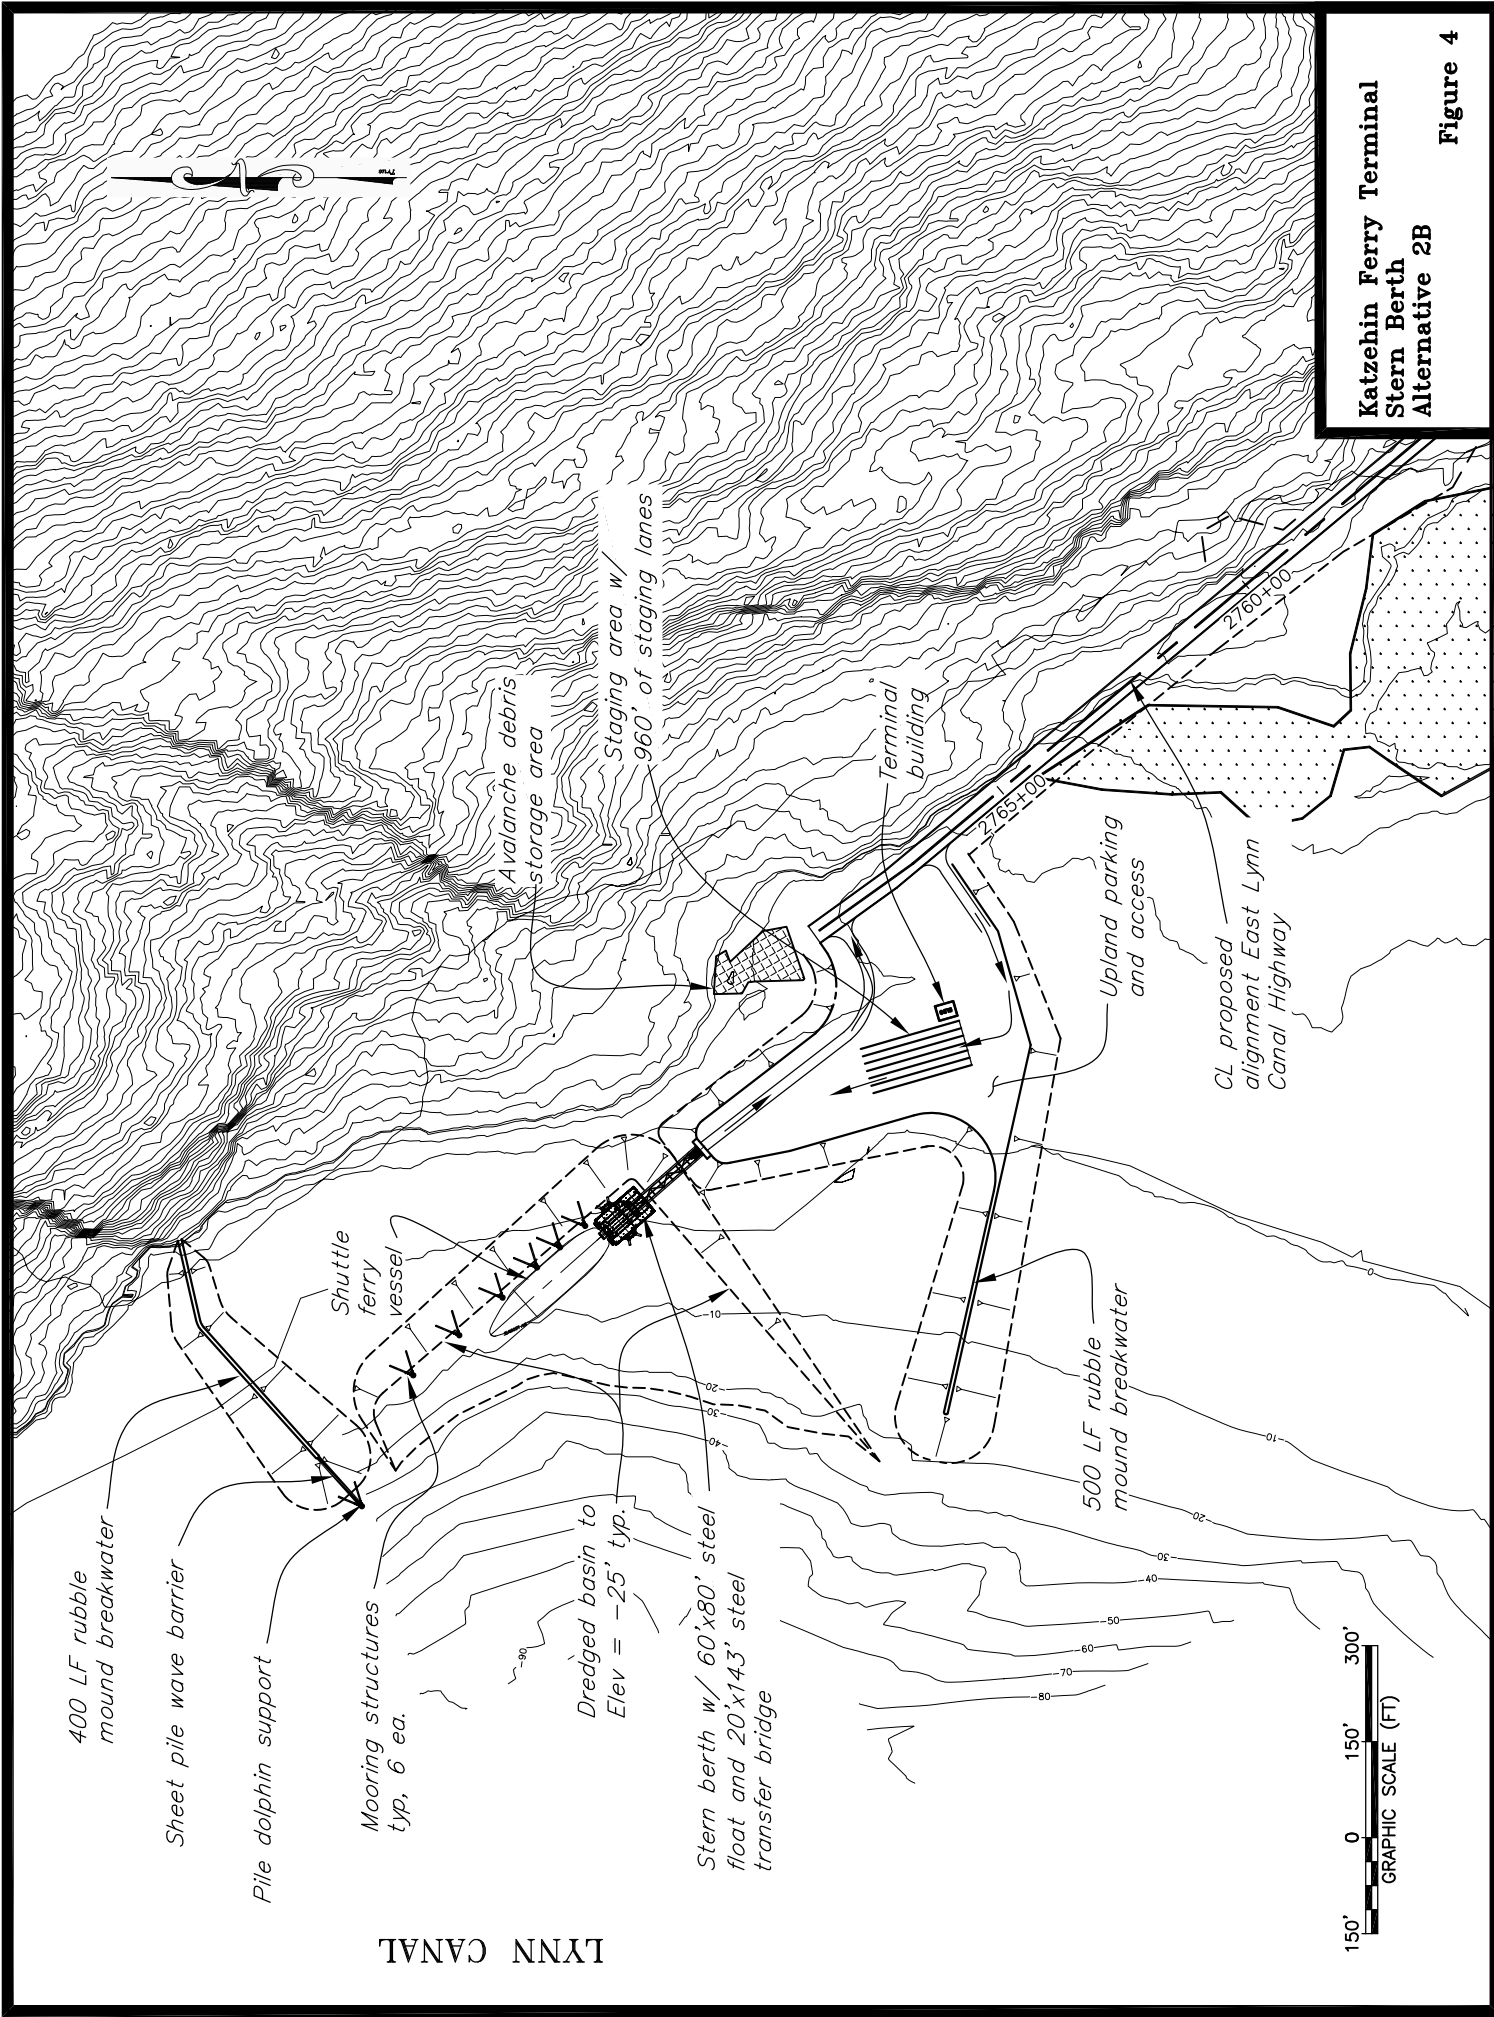 400 LF rubble
mound breakwater
Sheet pile wave barrier
Pile dolphin support
Mooring structures
typ, 6 ea.
Shuttle
ferry
vessel
Dredged basin to
Elev = -25' typ.
Stern berth w/ 60'x80' steel
float and 20'x143' steel
transfer bridge
Avalanche debris
storage area
Staging area w/
960' of staging lanes
Terminal
building
Upland parking
and access
CL proposed
alignment East Lynn
Canal Highway
500 LF rubble
mound breakwater
2760+00
2765+00
0
-10
-20
-30
-40
-90
10
20
-30
-40
-50
-60
-70
-80
LYNN CANAL
150' 0 150' 300'
GRAPHIC SCALE (FT)
Katzehin Ferry Terminal
Stern Berth
Alternative 2B
Figure 4